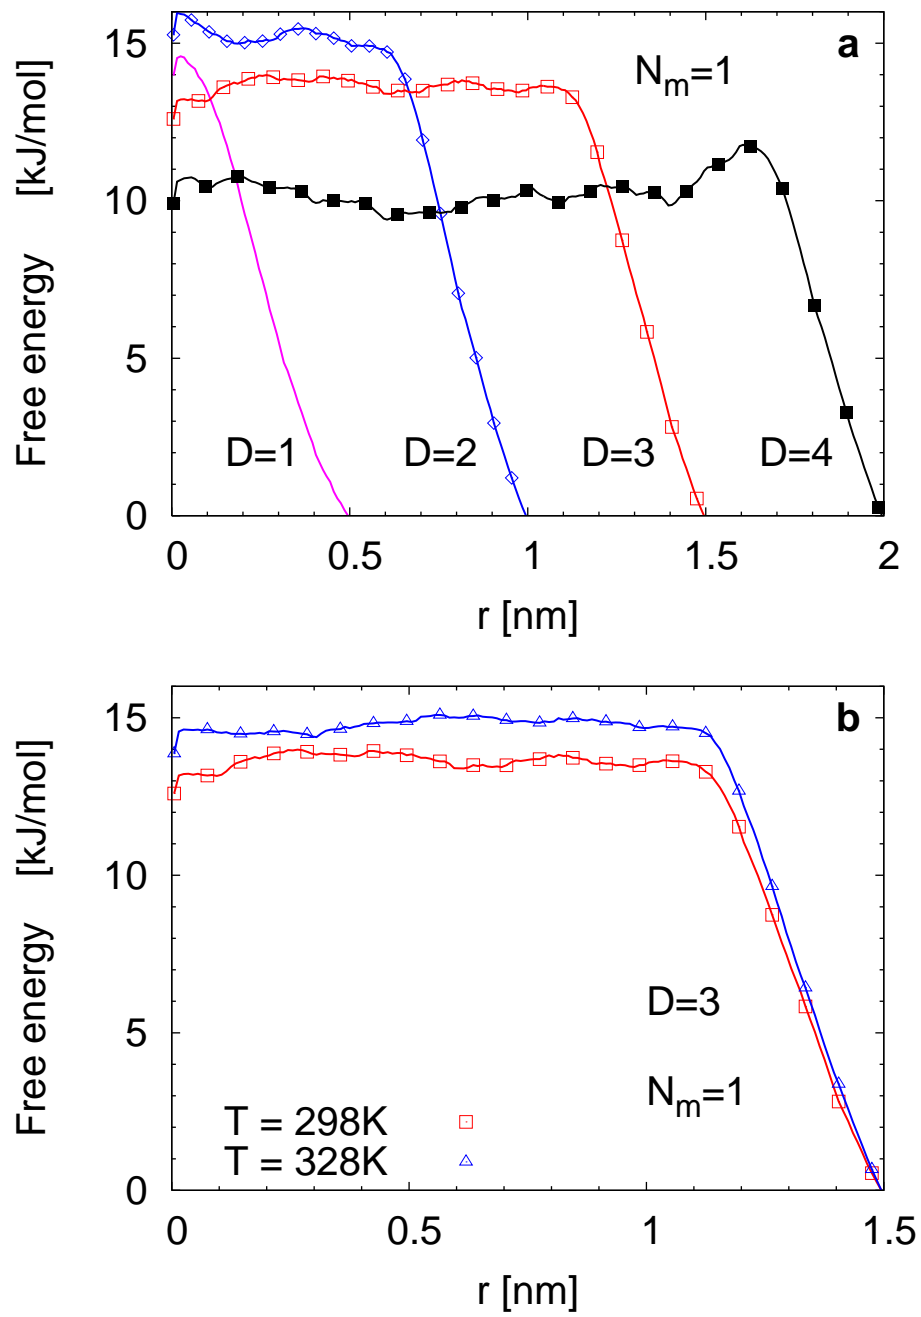 a
N_m=1
15
10
5
0
Free energy [kJ/mol]
D=1 D=2 D=3 D=4
0 0.5 1 1.5 2
r [nm]
b
15
10
5
0
Free energy [kJ/mol]
D=3
N_m=1
T = 298K
T = 328K
0 0.5 1 1.5
r [nm]